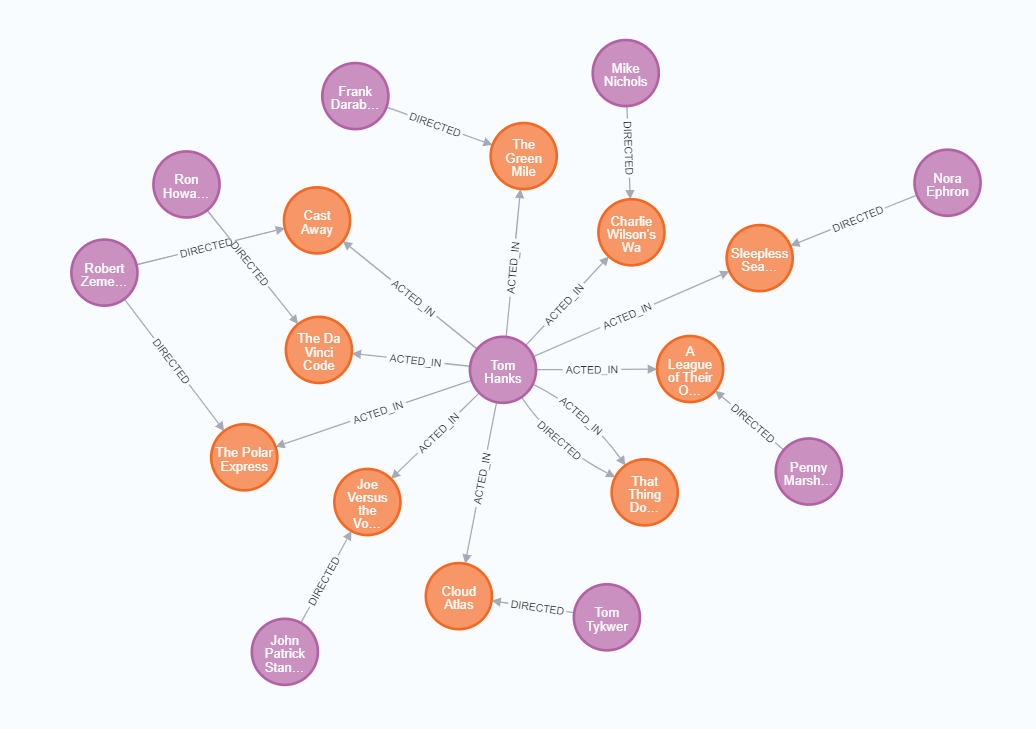 Mike
Nichols
Frank
Darab...
DIRECTED
DIRECTED
The
Green
Mile
Ron
Howa...
Nora
Ephron
Cast
Away
DIRECTED
Charlie
Wilson's
Wa
DIRECTED
DIRECTED
Sleepless
Sea...
Robert
Zeme...
ACTED_IN
ACTED_IN
ACTED_IN
ACTED_IN
The Da
Vinci
Code
ACTED_IN
DIRECTED
Tom
Hanks
ACTED_IN
A
League
of Their
O...
ACTED_IN
ACTED_IN
DIRECTED
ACTED_IN
DIRECTED
The Polar
Express
Penny
Marsh...
ACTED_IN
Joe
Versus
the
Vo...
That
Thing
Do...
DIRECTED
Cloud
Atlas
DIRECTED
Tom
Tykwer
John
Patrick
Stan...